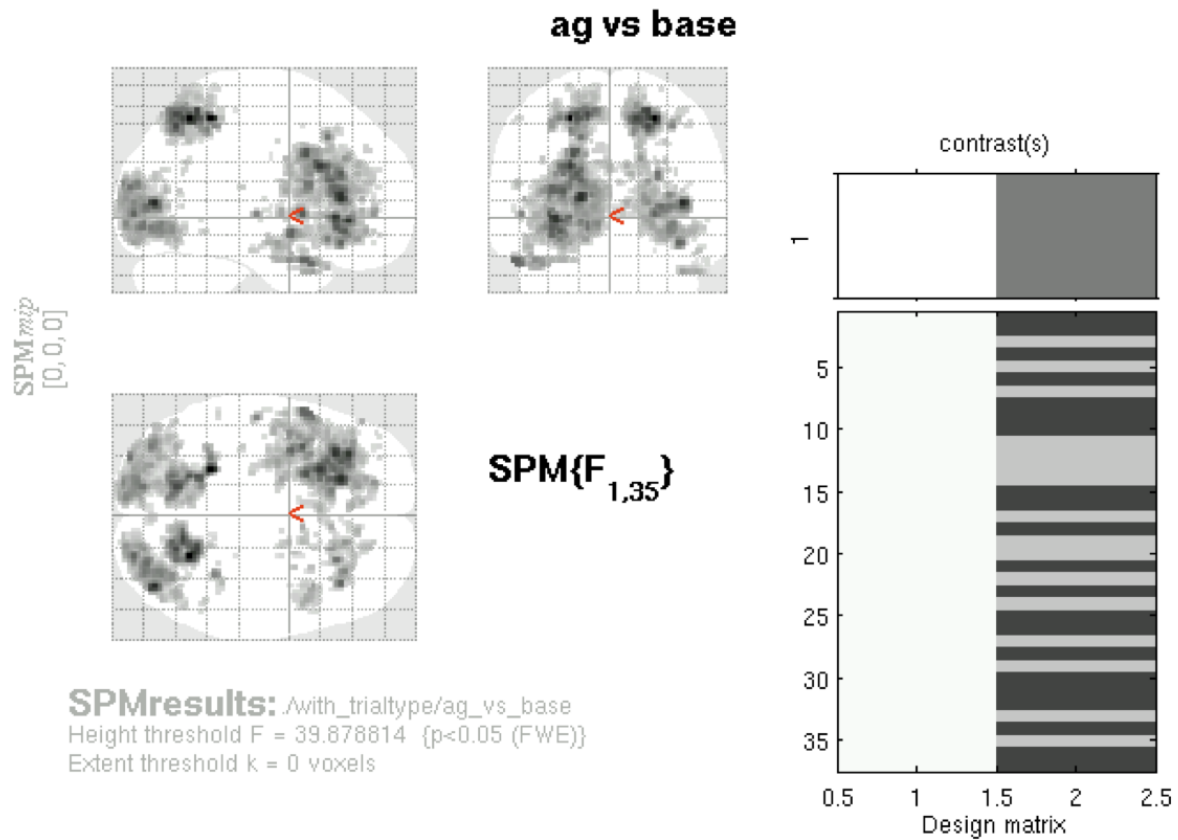 ag vs base
SPMmip
[0, 0, 0]
SPM{F1,35}
SPMresults: ./with_trialtype/ag_vs_base
Height threshold F = 39.878814 {p<0.05 (FWE)}
Extent threshold k = 0 voxels
contrast(s)
1
5
10
15
20
25
30
35
0.5 1 1.5 2 2.5
Design matrix